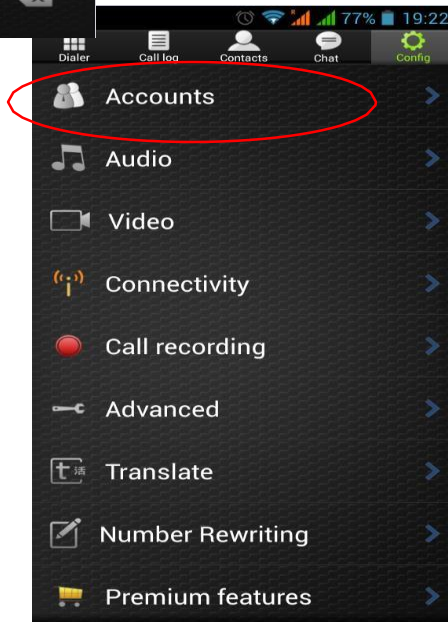 77% 19:22
Dialer Call log Contacts Chat Config
Accounts
Audio
Video
Connectivity
Call recording
Advanced
t 活 Translate
Number Rewriting
Premium features